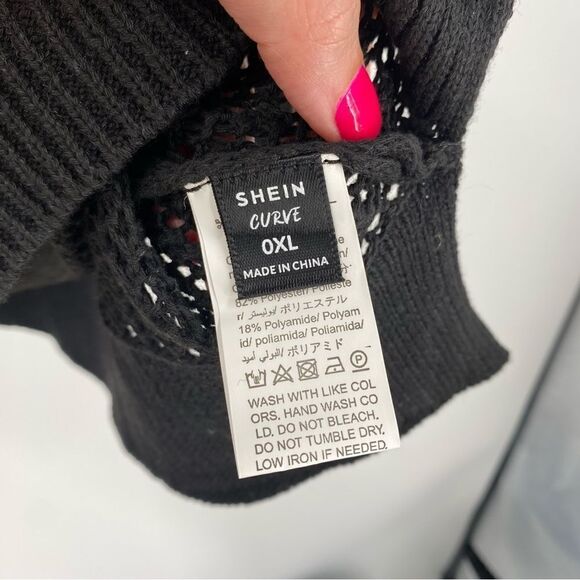 SHEIN
CURVE
0XL
MADE IN CHINA
82% Polyester/ Polieste
r/ بوليستر/ ポリエステル
18% Polyamide/ Polyam
id/ poliamida/ Poliamida/
البولي أميد/ ポリアミド
WASH WITH LIKE COL
ORS. HAND WASH CO
LD. DO NOT BLEACH.
DO NOT TUMBLE DRY.
LOW IRON IF NEEDED.